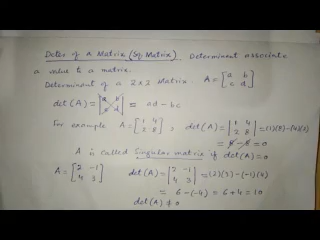 Deter of a Matrix (Sq Matrix). Determinant associate
a value to a matrix.
Determinant of a 2x2 Matrix. A = [a b c d]
det(A) = |a b c d| = ad - bc
For example A = [1 4 2 8], det(A) = |1 4 2 8| = (1)(8) - (4)(2)
= 8 - 8 = 0
A is called Singular matrix if det(A) = 0
A = [2 -1 4 3] det(A) = |2 -1 4 3| = (2)(3) - (-1)(4)
= 6 - (-4) = 6 + 4 = 10
det(A) ≠ 0